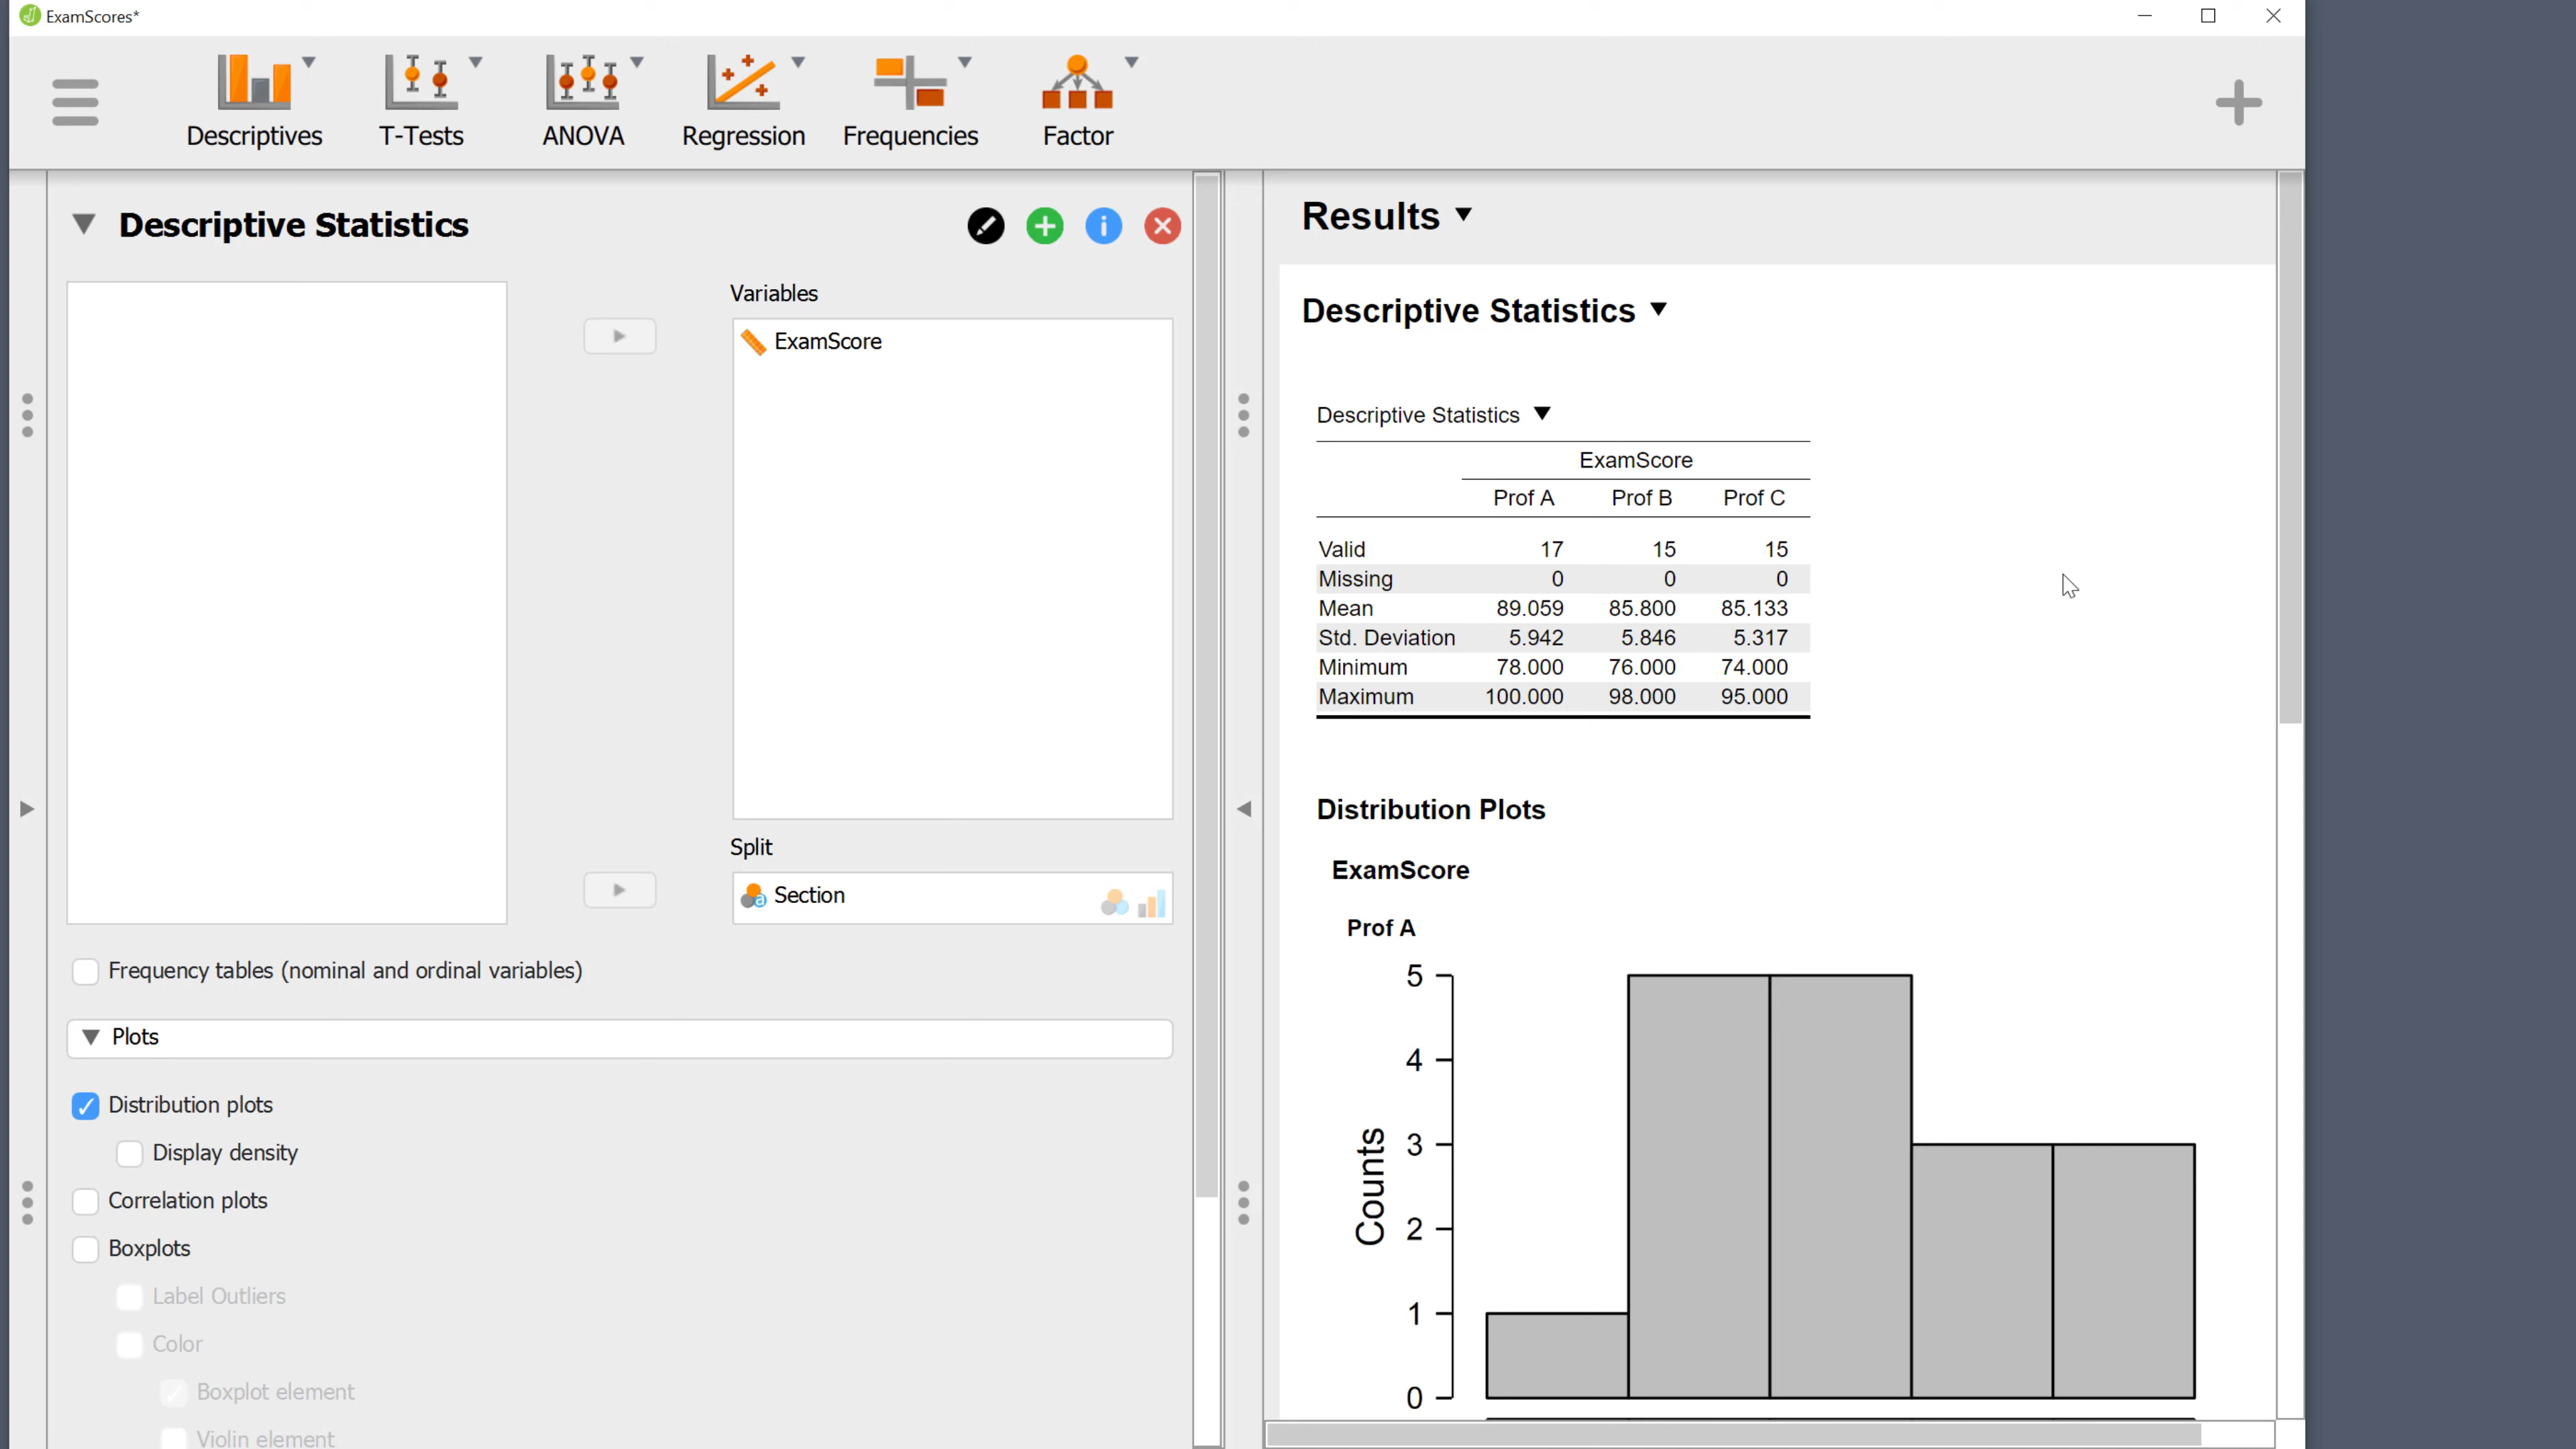 ExamScores*
Descriptives T-Tests ANOVA Regression Frequencies Factor
Descriptive Statistics
Variables
ExamScore
Split
Section
Frequency tables (nominal and ordinal variables)
Plots
Distribution plots
Display density
Correlation plots
Boxplots
Label Outliers
Color
Boxplot element
Violin element
Results
Descriptive Statistics
Descriptive Statistics
ExamScore
Prof A Prof B Prof C
Valid 17 15 15
Missing 0 0 0
Mean 89.059 85.800 85.133
Std. Deviation 5.942 5.846 5.317
Minimum 78.000 76.000 74.000
Maximum 100.000 98.000 95.000
Distribution Plots
ExamScore
Prof A
5
4
3
2
1
0
Counts